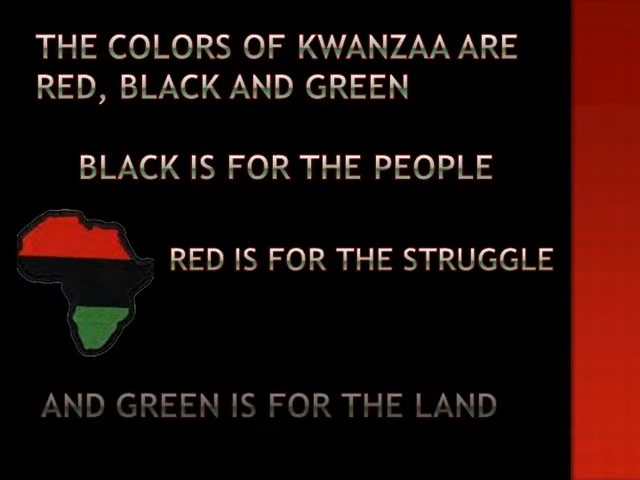 THE COLORS OF KWANZAA ARE
RED, BLACK AND GREEN
BLACK IS FOR THE PEOPLE
RED IS FOR THE STRUGGLE
AND GREEN IS FOR THE LAND